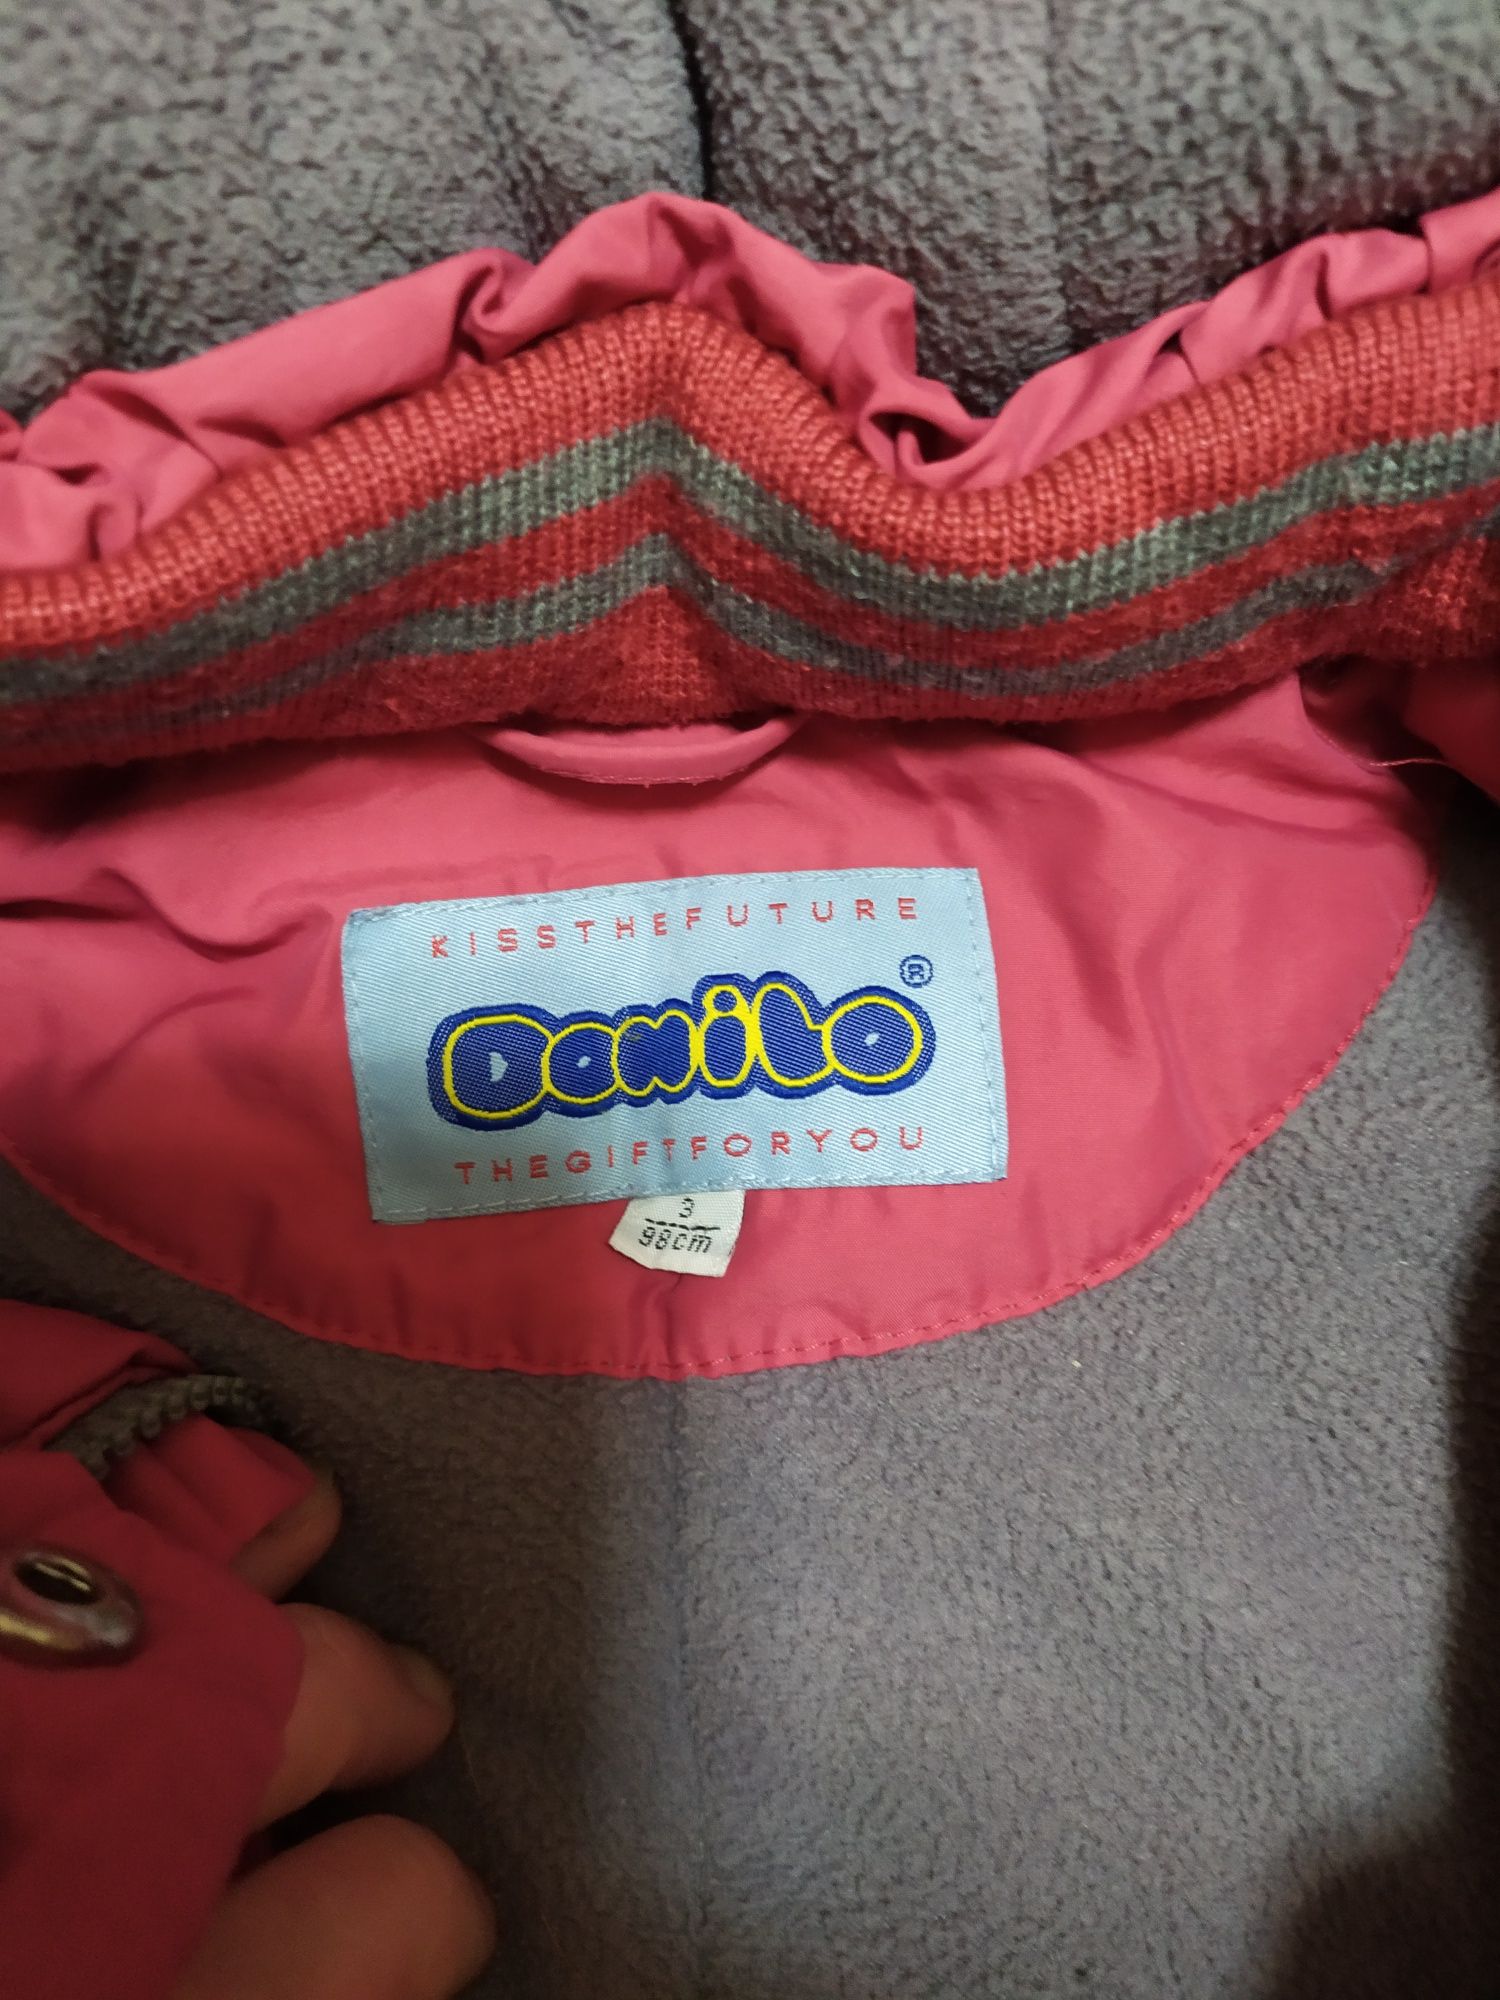 KISSTHEFUTURE
Danilo ®
THEGIFTFORYOU
3
98cm